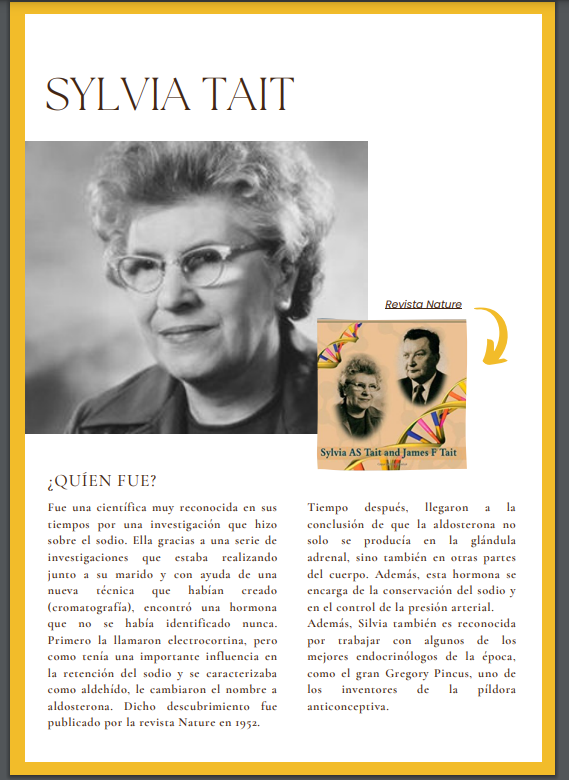 SYLVIA TAIT
Revista Nature
Sylvia AS Tait and James F Tait
¿QUÍEN FUE?
Fue una científica muy reconocida en sus
tiempos por una investigación que hizo
sobre el sodio. Ella gracias a una serie de
investigaciones que estaba realizando
junto a su marido y con ayuda de una
nueva técnica que habían creado
(cromatografía), encontró una hormona
que no se había identificado nunca.
Primero la llamaron electrocortina, pero
como tenía una importante influencia en
la retención del sodio y se caracterizaba
como aldehído, le cambiaron el nombre a
aldosterona. Dicho descubrimiento fue
publicado por la revista Nature en 1952.
Tiempo después, llegaron a la
conclusión de que la aldosterona no
solo se producía en la glándula
adrenal, sino también en otras partes
del cuerpo. Además, esta hormona se
encarga de la conservación del sodio y
en el control de la presión arterial.
Además, Silvia también es reconocida
por trabajar con algunos de los
mejores endocrinólogos de la época,
como el gran Gregory Pincus, uno de
los inventores de la píldora
anticonceptiva.